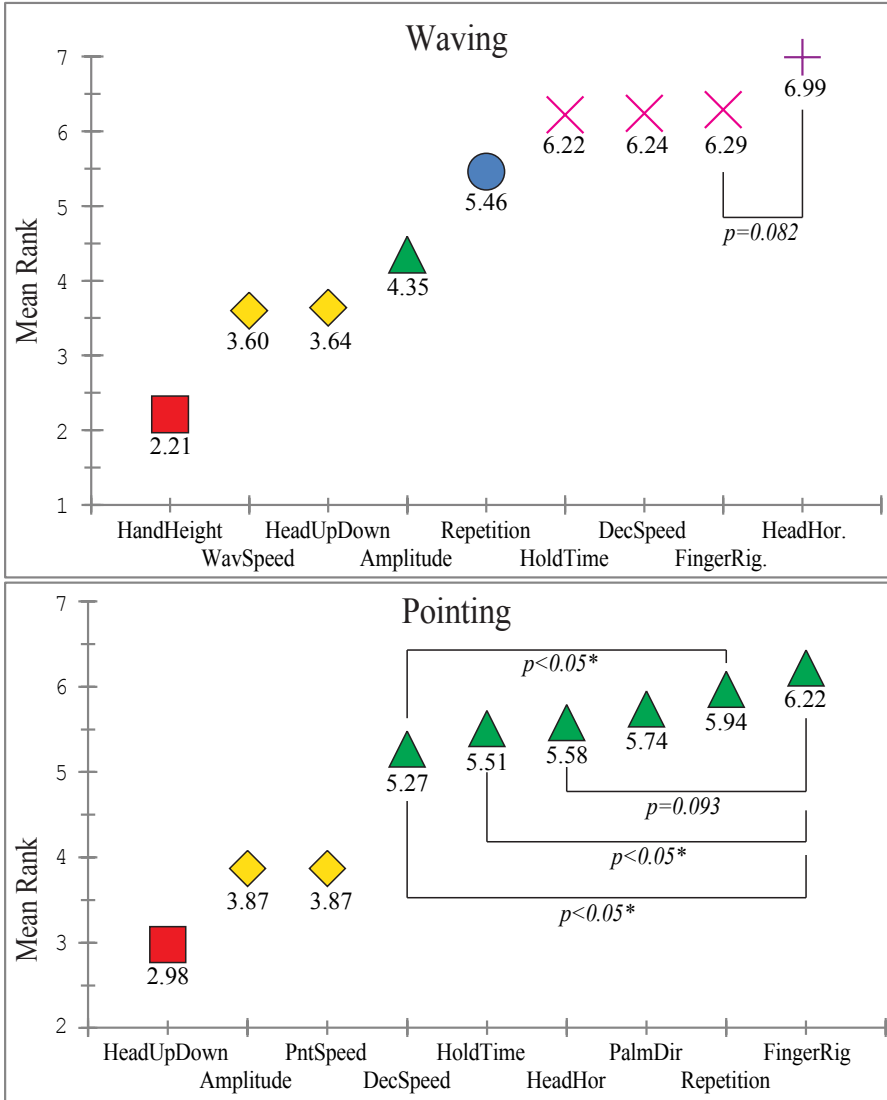 Waving
Mean Rank
7
6
5
4
3
2
1
2.21
3.60
3.64
4.35
5.46
6.22
6.24
6.29
6.99
p=0.082
HandHeight HeadUpDown Repetition DecSpeed HeadHor.
WavSpeed Amplitude HoldTime FingerRig.
Pointing
Mean Rank
7
6
5
4
3
2
2.98
3.87
3.87
5.27
5.51
5.58
5.74
5.94
6.22
p<0.05*
p=0.093
p<0.05*
p<0.05*
HeadUpDown PntSpeed HoldTime PalmDir FingerRig
Amplitude DecSpeed HeadHor Repetition